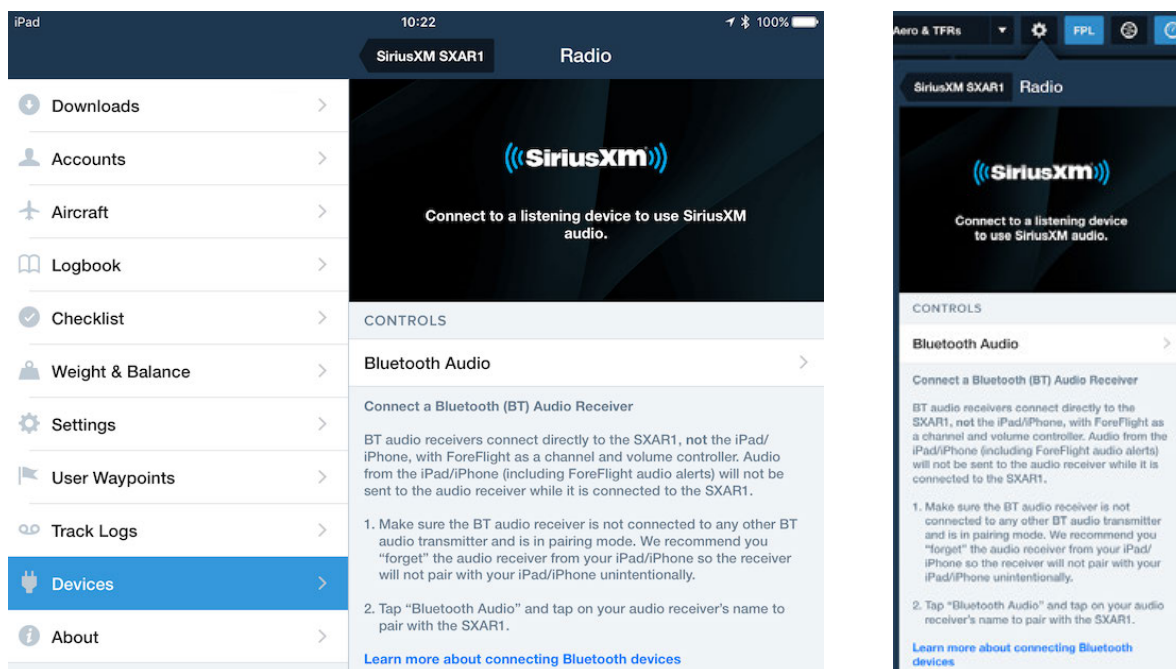 iPad
10:22
100%
SiriusXM SXAR1
Radio
Downloads
Accounts
Aircraft
Logbook
Checklist
Weight & Balance
Settings
User Waypoints
Track Logs
Devices
About
(((SiriusXM)))
Connect to a listening device to use SiriusXM
audio.
CONTROLS
Bluetooth Audio
Connect a Bluetooth (BT) Audio Receiver
BT audio receivers connect directly to the SXAR1, not the iPad/
iPhone, with ForeFlight as a channel and volume controller. Audio
from the iPad/iPhone (including ForeFlight audio alerts) will not be
sent to the audio receiver while it is connected to the SXAR1.
1. Make sure the BT audio receiver is not connected to any other BT
audio transmitter and is in pairing mode. We recommend you
“forget” the audio receiver from your iPad/iPhone so the receiver
will not pair with your iPad/iPhone unintentionally.
2. Tap “Bluetooth Audio” and tap on your audio receiver’s name to
pair with the SXAR1.
Learn more about connecting Bluetooth devices
Aero & TFRs
FPL
SiriusXM SXAR1
Radio
(((SiriusXM)))
Connect to a listening device
to use SiriusXM audio.
CONTROLS
Bluetooth Audio
Connect a Bluetooth (BT) Audio Receiver
BT audio receivers connect directly to the
SXAR1, not the iPad/iPhone, with ForeFlight as
a channel and volume controller. Audio from the
iPad/iPhone (including ForeFlight audio alerts)
will not be sent to the audio receiver while it is
connected to the SXAR1.
1. Make sure the BT audio receiver is not
connected to any other BT audio transmitter
and is in pairing mode. We recommend you
“forget” the audio receiver from your iPad/
iPhone so the receiver will not pair with your
iPad/iPhone unintentionally.
2. Tap “Bluetooth Audio” and tap on your audio
receiver’s name to pair with the SXAR1.
Learn more about connecting Bluetooth
devices